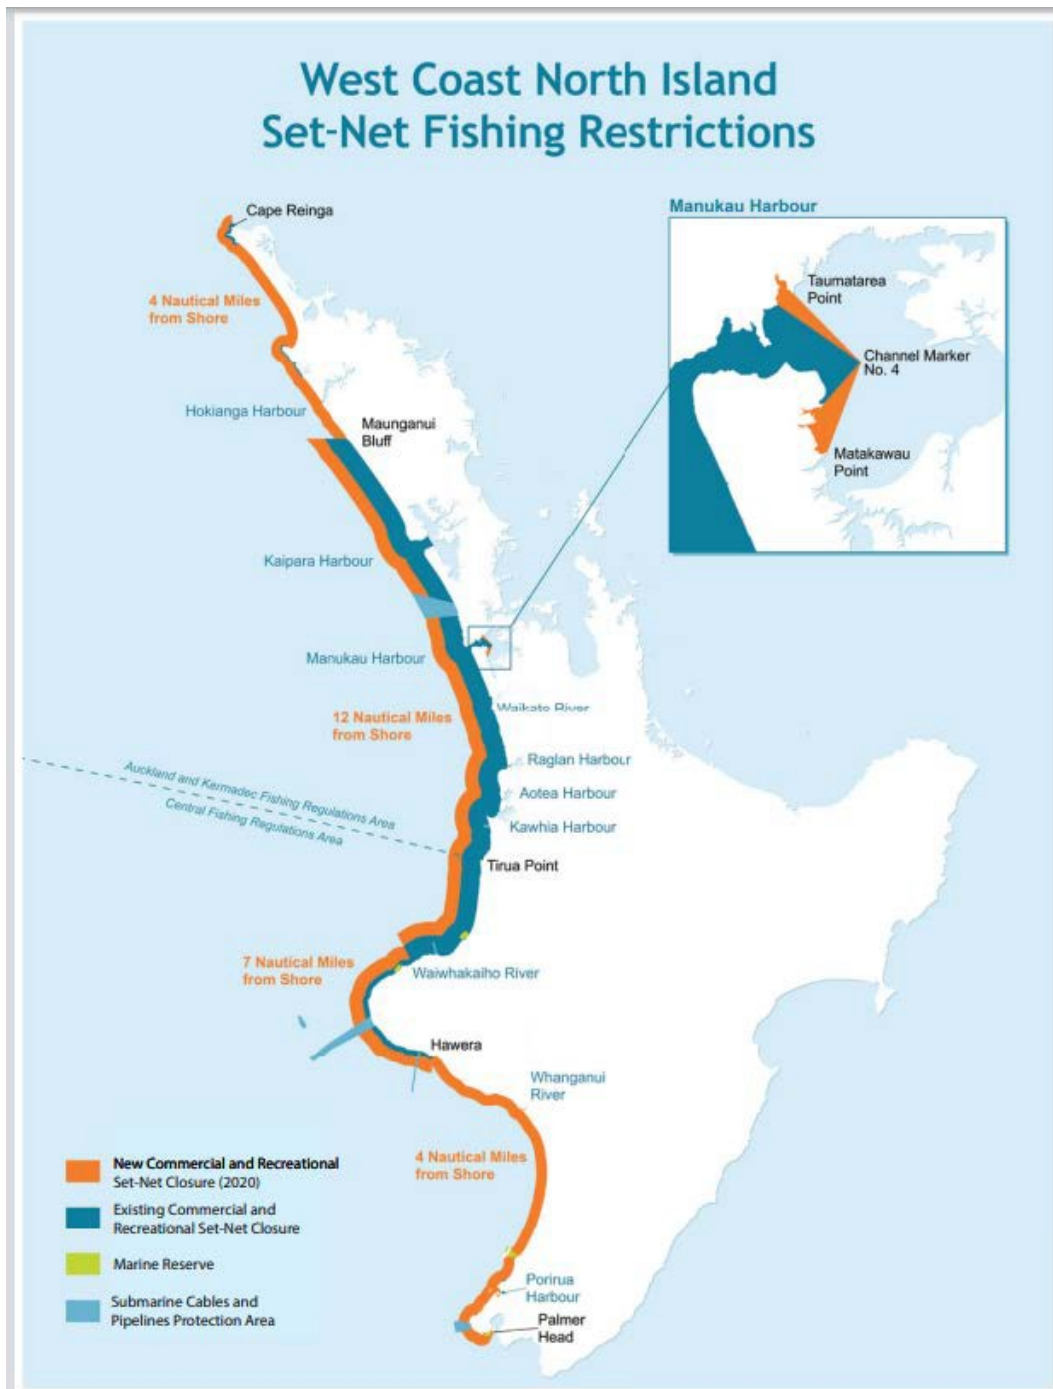 West Coast North Island
Set-Net Fishing Restrictions
Manukau Harbour
Cape Reinga
Taumatarea
Point
4 Nautical Miles
from Shore
Channel Marker
No. 4
Hokianga Harbour
Maunganui
Bluff
Matakawau
Point
Kaipara Harbour
Manukau Harbour
Waikato River
12 Nautical Miles
from Shore
Raglan Harbour
Auckland and Kermadec Fishing Regulations Area
Central Fishing Regulations Area
Aotea Harbour
Kawhia Harbour
Tirua Point
7 Nautical Miles
from Shore
Waiwhakaiho River
Hawera
Whanganui
River
4 Nautical Miles
from Shore
New Commercial and Recreational
Set-Net Closure (2020)
Existing Commercial and
Recreational Set-Net Closure
Marine Reserve
Submarine Cables and
Pipelines Protection Area
Porirua
Harbour
Palmer
Head